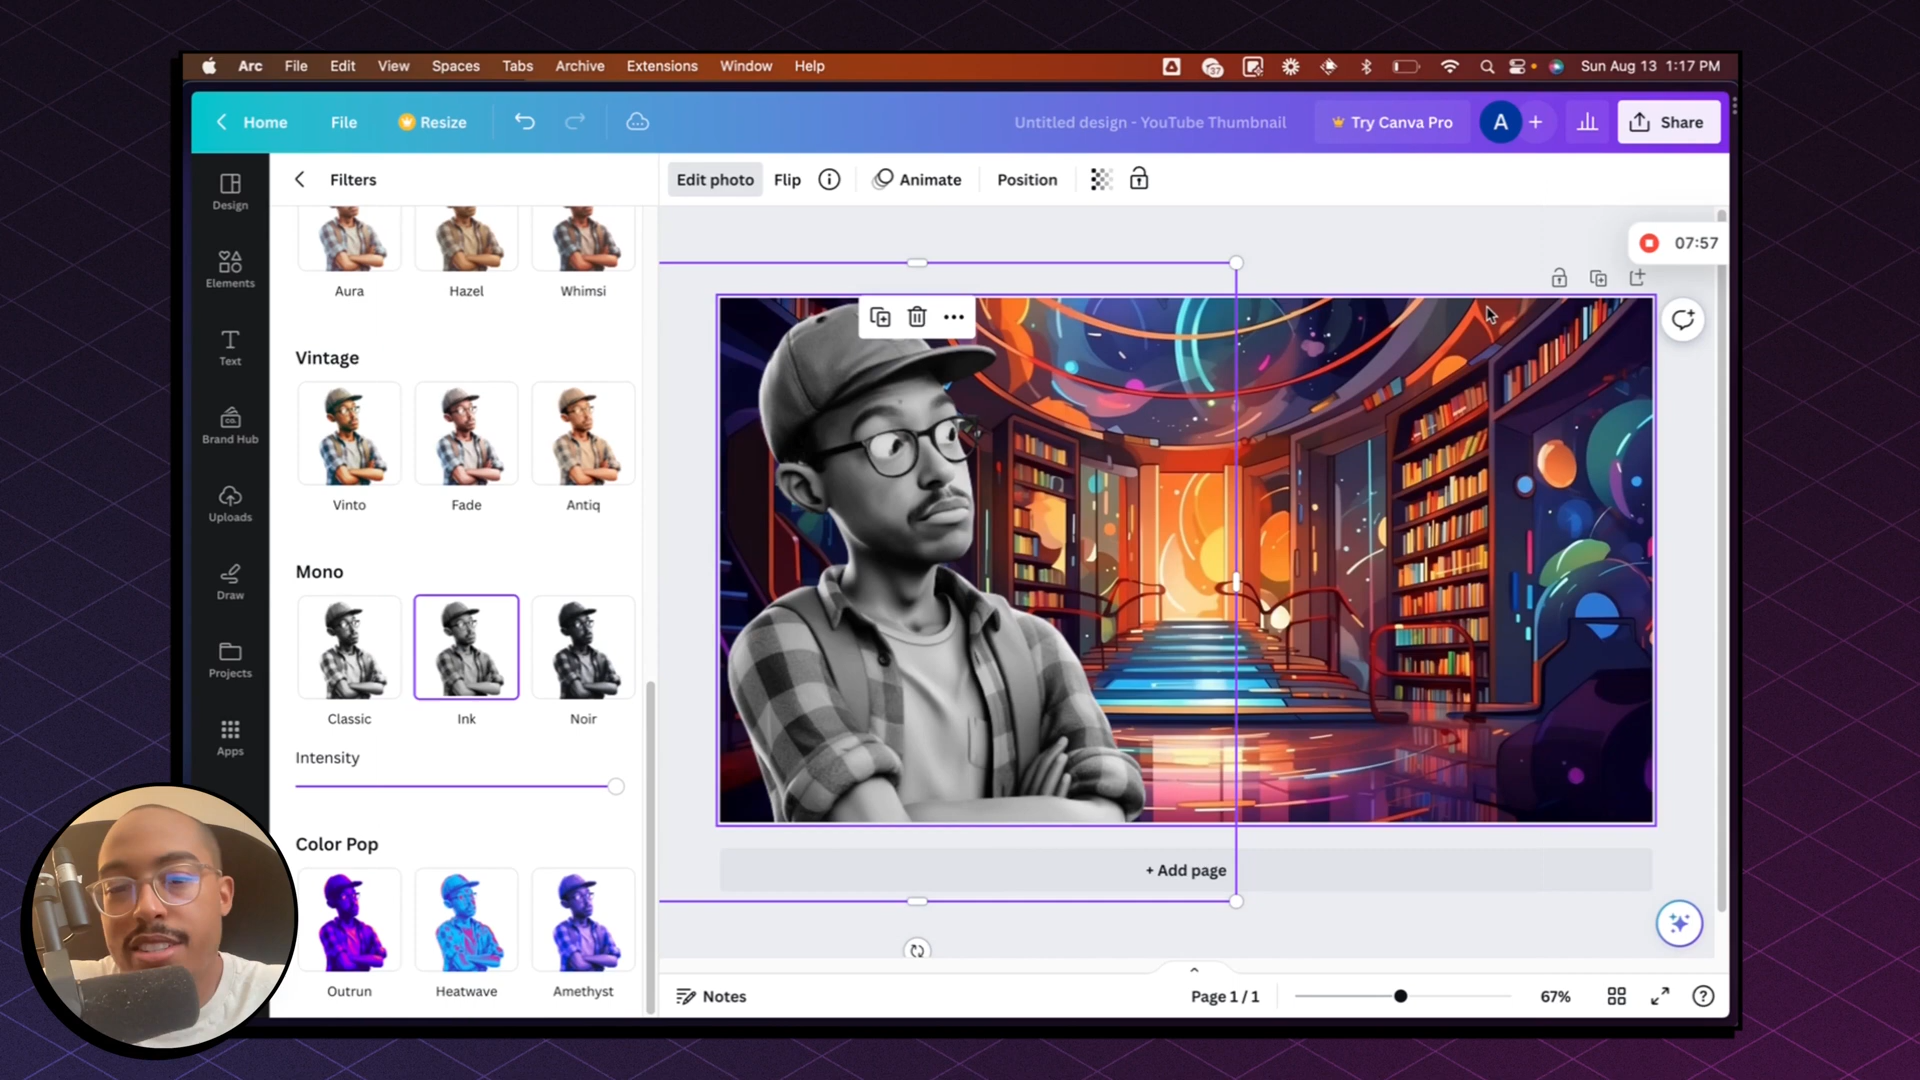 Arc File Edit View Spaces Tabs Archive Extensions Window Help Sun Aug 13 1:17 PM
Home File Resize Untitled design - YouTube Thumbnail Try Canva Pro A + Share
Design
Elements
Text
Brand Hub
Uploads
Draw
Projects
Apps
Filters
Aura Hazel Whimsi
Vintage
Vinto Fade Antiq
Mono
Classic Ink Noir
Intensity
Color Pop
Outrun Heatwave Amethyst
Edit photo Flip Animate Position
07:57
+ Add page
Notes Page 1 / 1 67%